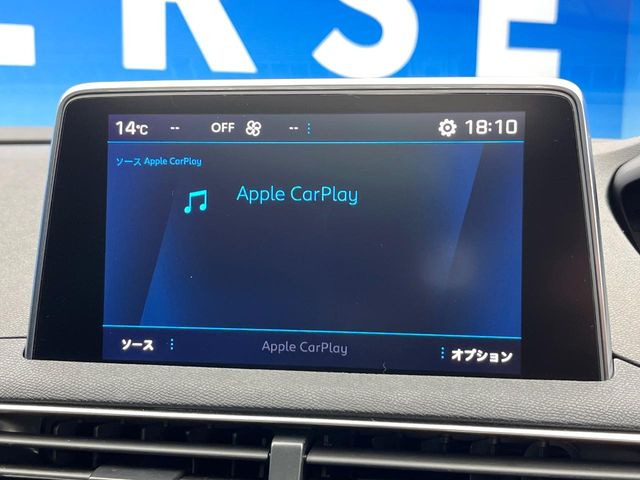 ERSE
14℃ -- OFF -- 18:10
ソース Apple CarPlay
Apple CarPlay
ソース Apple CarPlay オプション